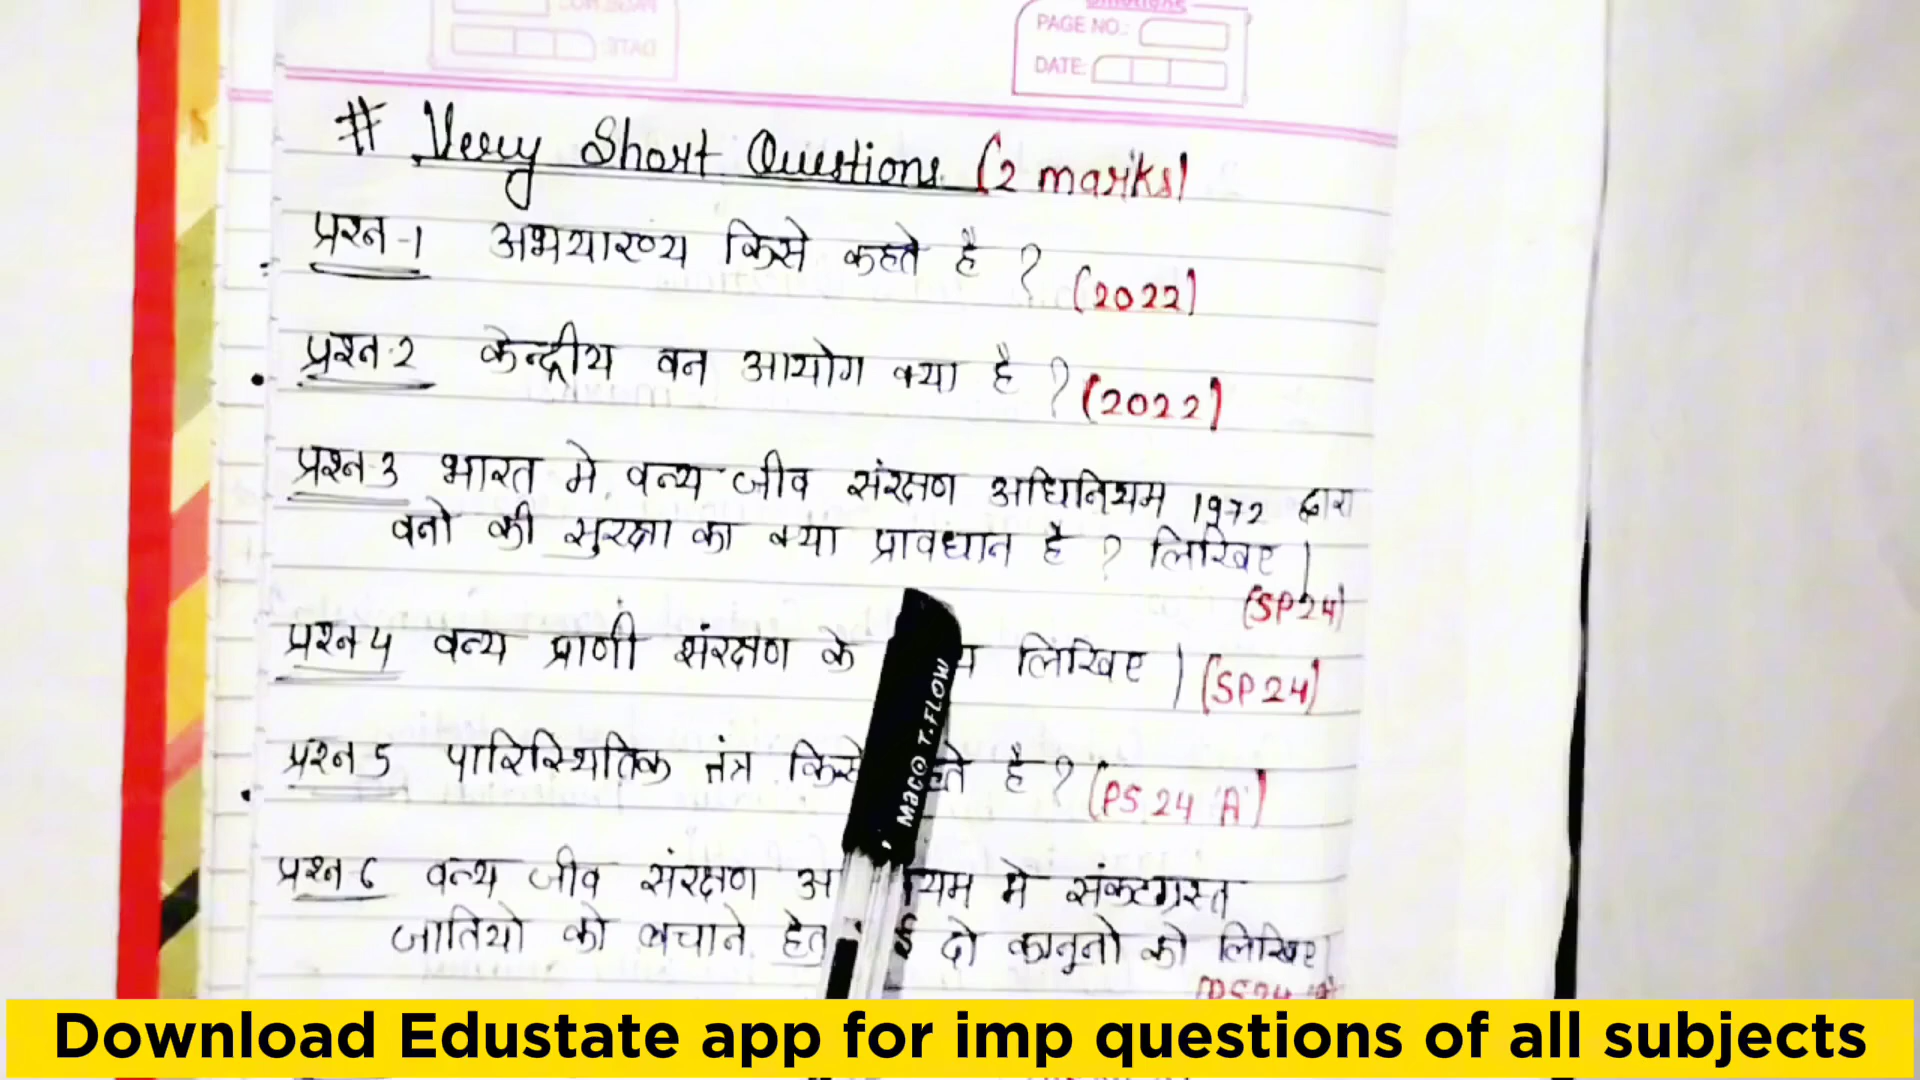 PAGE NO.:
DATE:
# Very Short Questions (2 marks)
प्रश्न-1 अभयारण्य किसे कहते है ? (2022)
प्रश्न-2 केन्द्रीय वन आयोग क्या है ? (2022)
प्रश्न-3 भारत मे वन्य जीव संरक्षण अधिनियम 1972 द्वारा
वनो की सुरक्षा का क्या प्रावधान है ? लिखिए |
(SP24)
प्रश्न-4 वन्य प्राणी संरक्षण के लिखिए | (SP24)
प्रश्न-5 पारिस्थितिक तंत्र किसे है ? (PS 24 'A')
प्रश्न-6 वन्य जीव संरक्षण मे संकटग्रस्त
जातियो को बचाने हेतु दो कानुनो को लिखिए
MACO T.FLOW
Download Edustate app for imp questions of all subjects